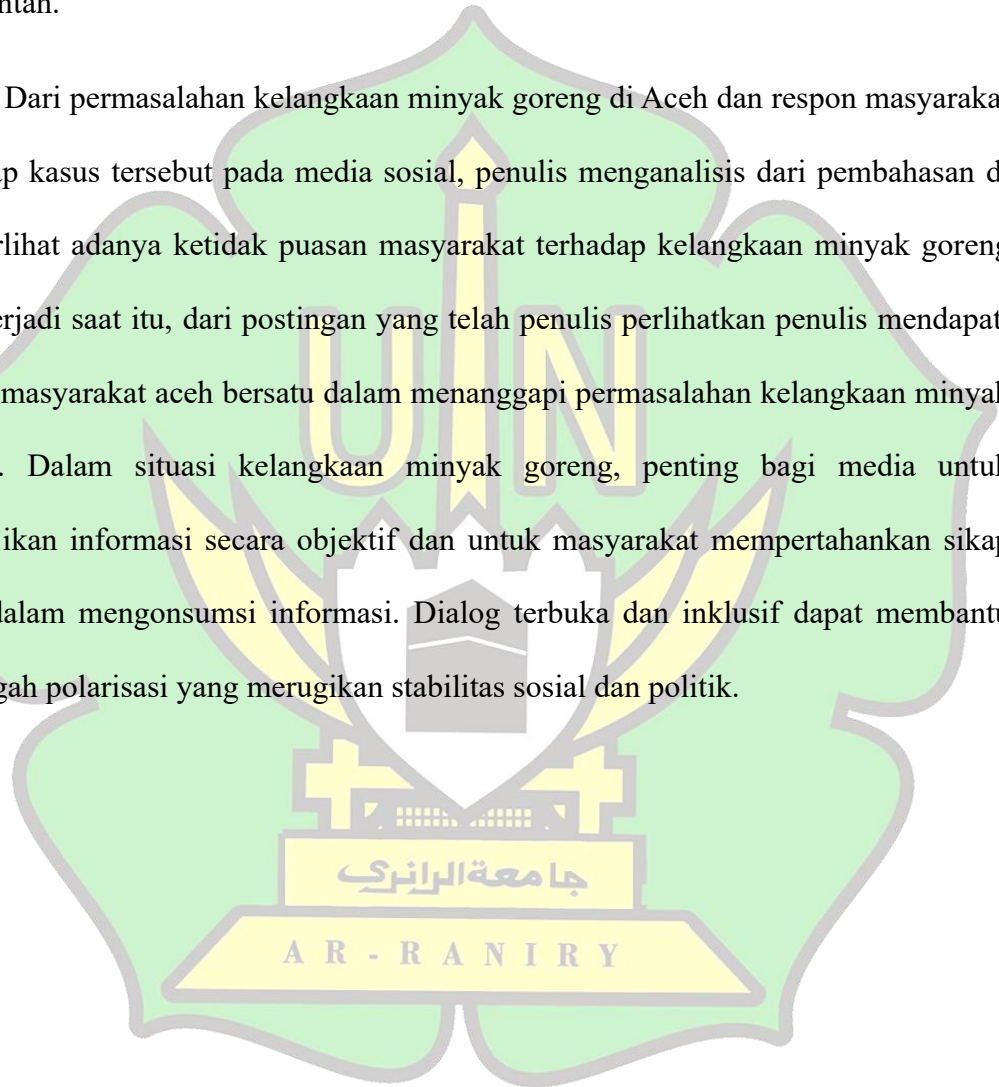 ntah.
Dari permasalahan kelangkaan minyak goreng di Aceh dan respon masyaraka
ap kasus tersebut pada media sosial, penulis menganalisis dari pembahasan d
rlihat adanya ketidak puasan masyarakat terhadap kelangkaan minyak goreng
erjadi saat itu, dari postingan yang telah penulis perlihatkan penulis mendapat
masyarakat aceh bersatu dalam menanggapi permasalahan kelangkaan minyak
. Dalam situasi kelangkaan minyak goreng, penting bagi media untuk
ikan informasi secara objektif dan untuk masyarakat mempertahankan sikap
dalam mengonsumsi informasi. Dialog terbuka dan inklusif dapat membantu
gah polarisasi yang merugikan stabilitas sosial dan politik.
UIN
جامعة الرانري
AR-RANIRY